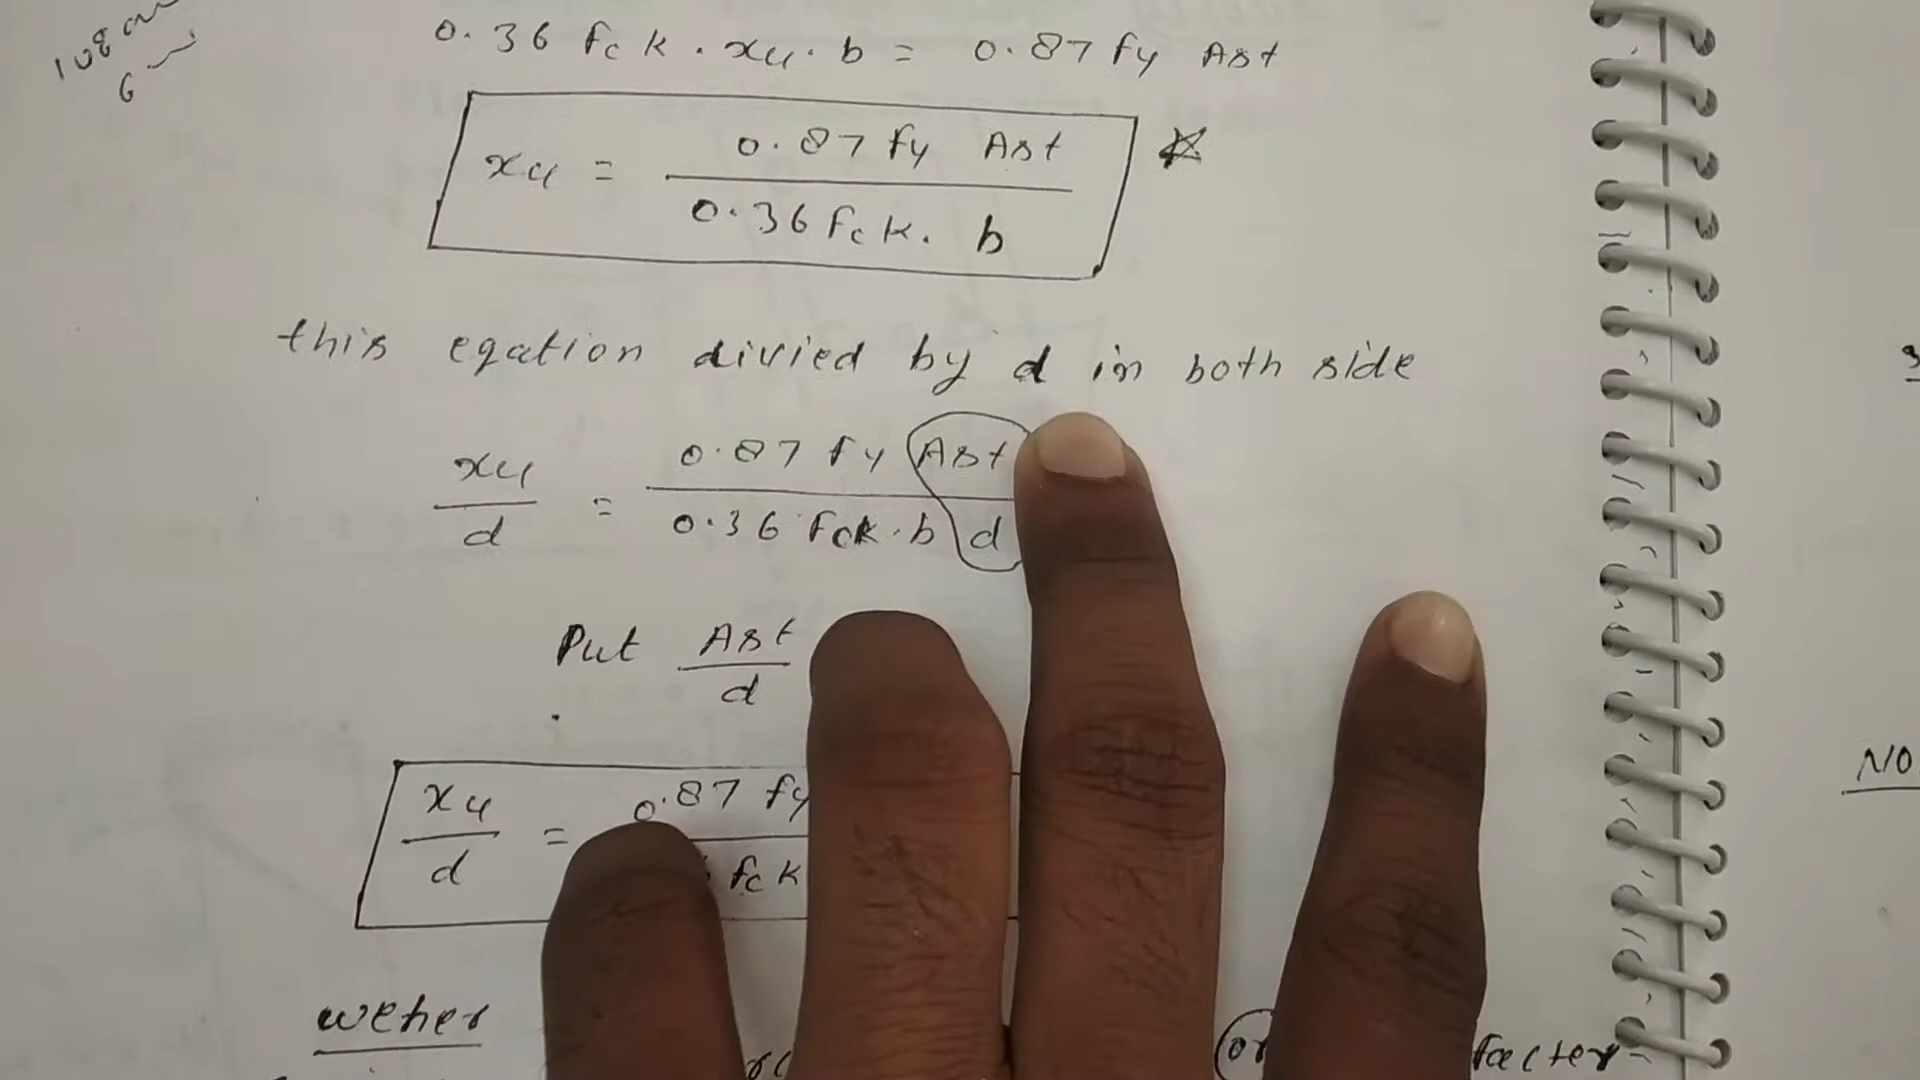 0.36 fck . xu . b = 0.87 fy Ast
xu = 0.87 fy Ast / 0.36 fck . b
this eqation divied by d in both side
xu / d = 0.87 fy Ast / 0.36 fck . b d
Put Ast / d
xu / d = 0.87 fy / fck
weher
or facter
NO